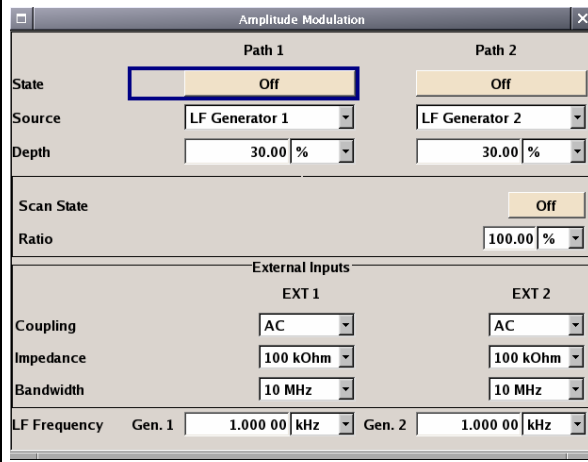 Amplitude Modulation
Path 1 Path 2
State Off Off
Source LF Generator 1 LF Generator 2
Depth 30.00 % 30.00 %
Scan State Off
Ratio 100.00 %
External Inputs
EXT 1 EXT 2
Coupling AC AC
Impedance 100 kOhm 100 kOhm
Bandwidth 10 MHz 10 MHz
LF Frequency Gen. 1 1.000 00 kHz Gen. 2 1.000 00 kHz